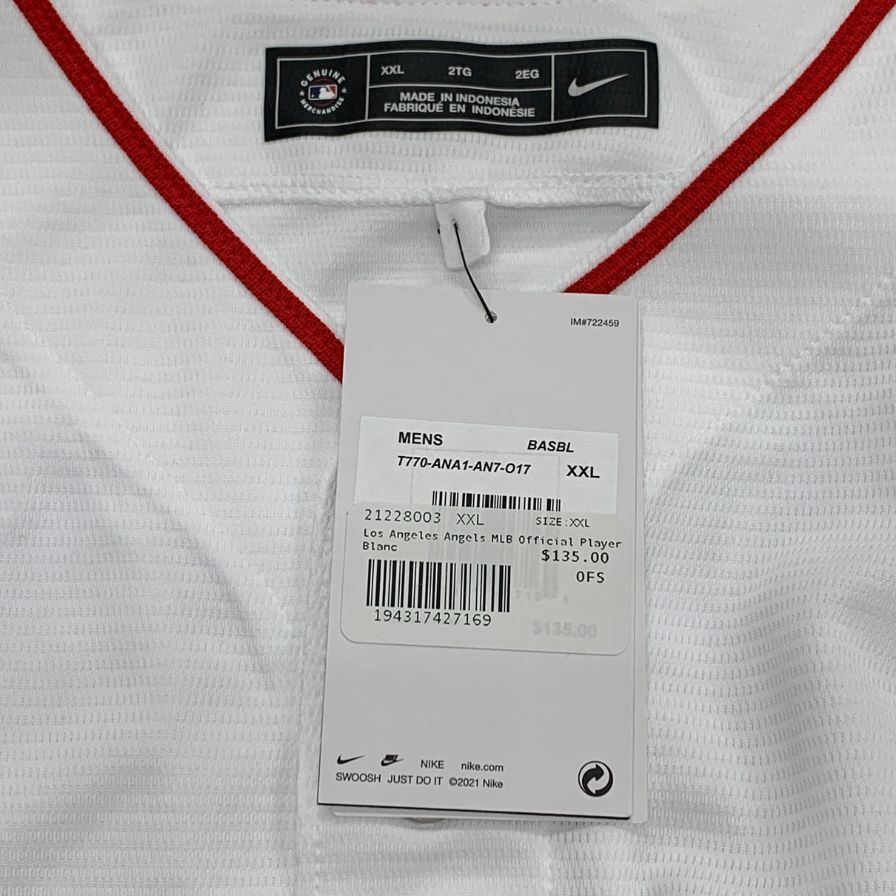 GENUINE
MERCHANDISE
XXL 2TG 2EG
MADE IN INDONESIA
FABRIQUÉ EN INDONÉSIE
IM#722459
MENS BASBL
T770-ANA1-AN7-O17 XXL
21228003 XXL SIZE:XXL
Los Angeles Angels MLB Official Player
Blanc $135.00
OFS
194317427169
$135.00
NIKE nike.com
SWOOSH JUST DO IT ©2021 Nike